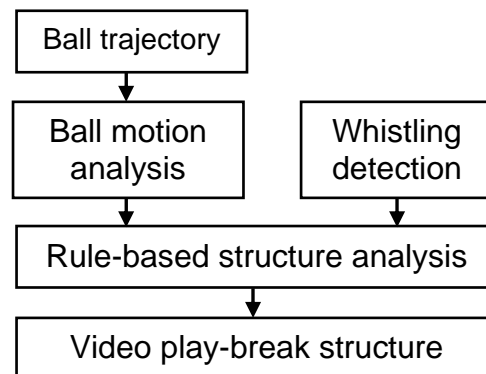 Ball trajectory
Ball motion
analysis
Whistling
detection
Rule-based structure analysis
Video play-break structure